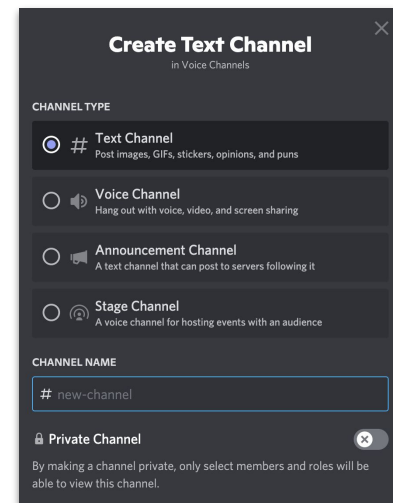 Create Text Channel
in Voice Channels
CHANNEL TYPE
# Text Channel
Post images, GIFs, stickers, opinions, and puns
Voice Channel
Hang out with voice, video, and screen sharing
Announcement Channel
A text channel that can post to servers following it
Stage Channel
A voice channel for hosting events with an audience
CHANNEL NAME
# new-channel
Private Channel
By making a channel private, only select members and roles will be
able to view this channel.